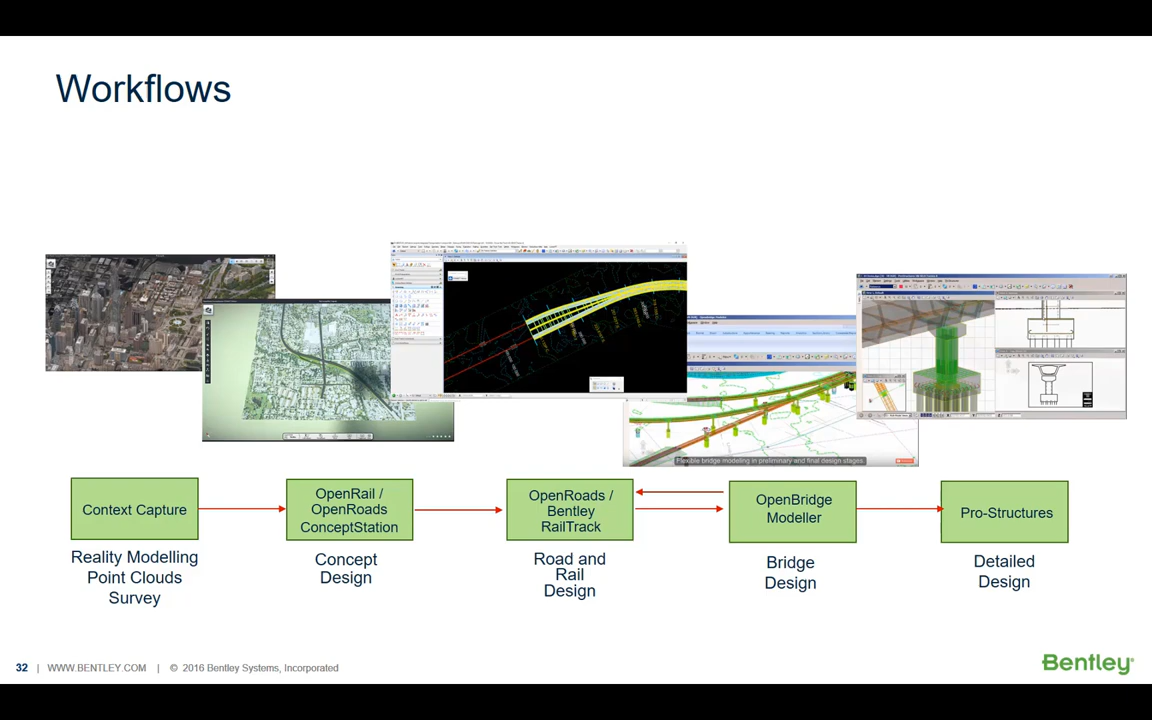 Workflows
Flexible bridge modeling in preliminary and final design stages.
Context Capture
OpenRail /
OpenRoads
ConceptStation
OpenRoads /
Bentley
RailTrack
OpenBridge
Modeller
Pro-Structures
Reality Modelling
Point Clouds
Survey
Concept
Design
Road and
Rail
Design
Bridge
Design
Detailed
Design
32 | WWW.BENTLEY.COM | © 2016 Bentley Systems, Incorporated
Bentley